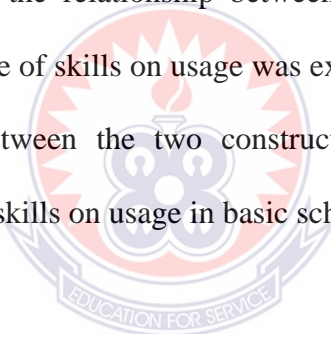 the relationship between
e of skills on usage was ex
tween the two construct
skills on usage in basic sch
EDUCATION FOR SERVICE